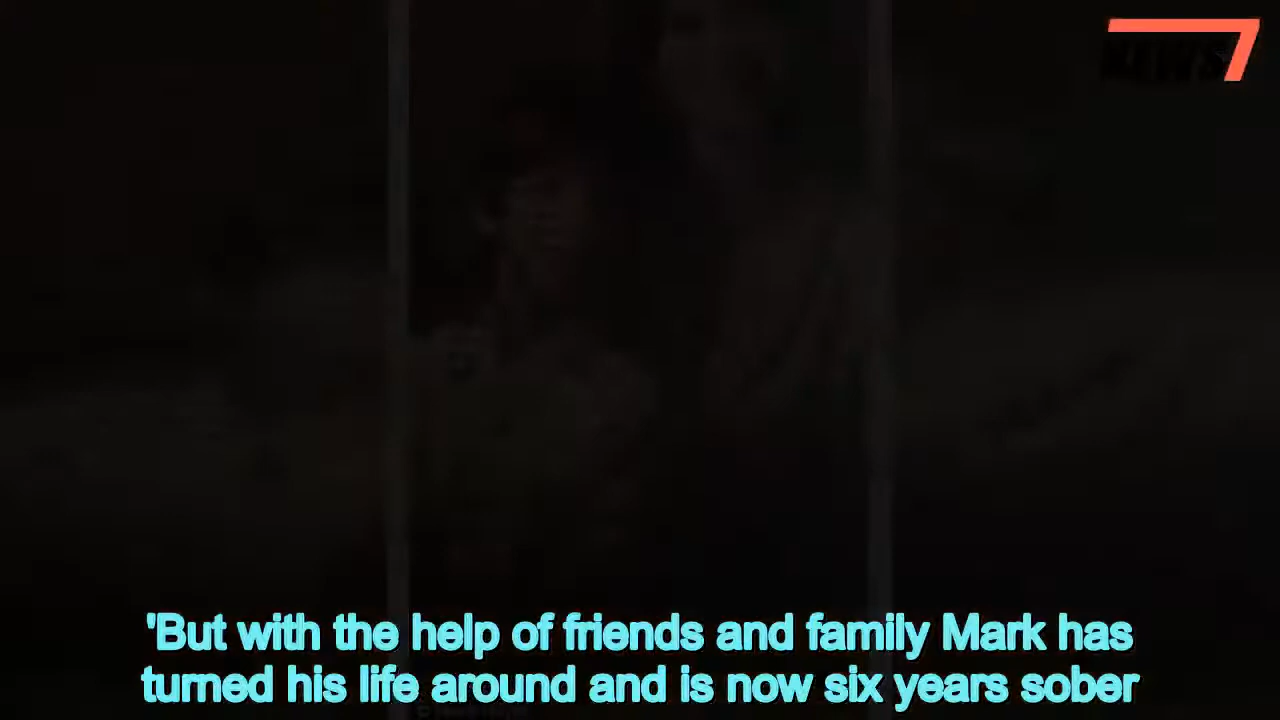 NEWS7
'But with the help of friends and family Mark has
turned his life around and is now six years sober